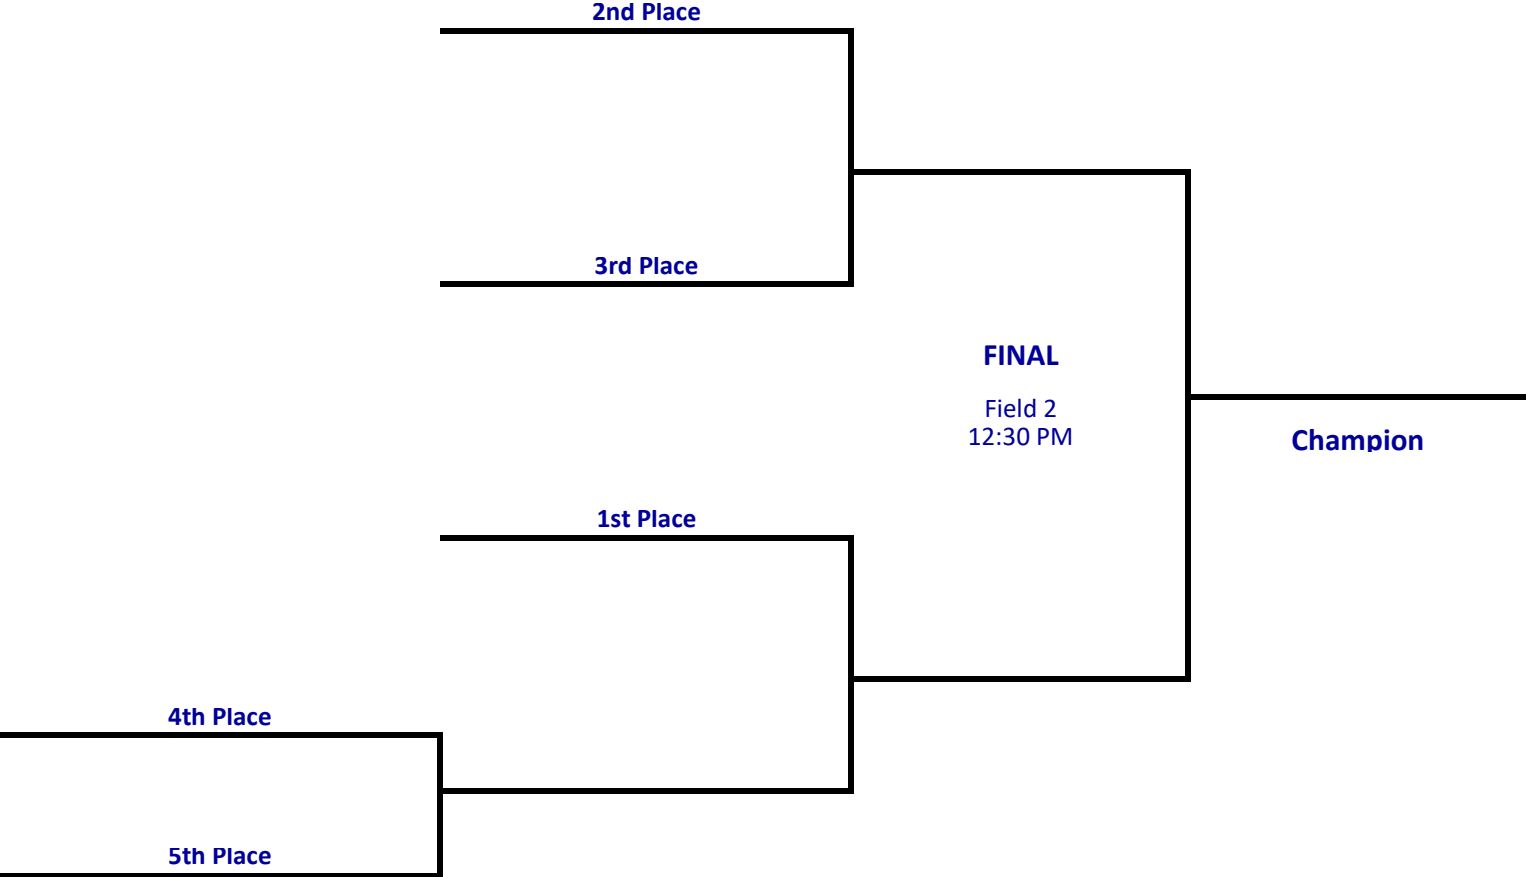 2nd Place
3rd Place
FINAL
Field 2
12:30 PM
Champion
1st Place
4th Place
5th Place